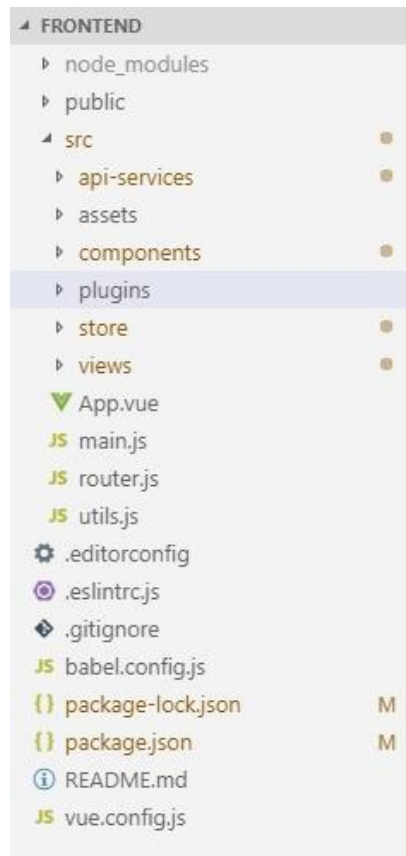 FRONTEND
node_modules
public
src
api-services
assets
components
plugins
store
views
App.vue
JS main.js
JS router.js
JS utils.js
.editorconfig
.eslintrc.js
.gitignore
JS babel.config.js
{} package-lock.json M
{} package.json M
README.md
JS vue.config.js